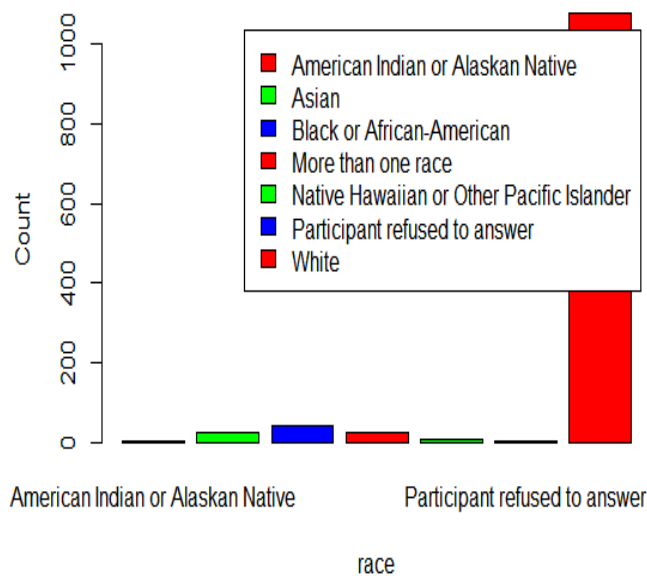 1000
800
600
400
200
0
Count
American Indian or Alaskan Native
Asian
Black or African-American
More than one race
Native Hawaiian or Other Pacific Islander
Participant refused to answer
White
American Indian or Alaskan Native
Participant refused to answer
race